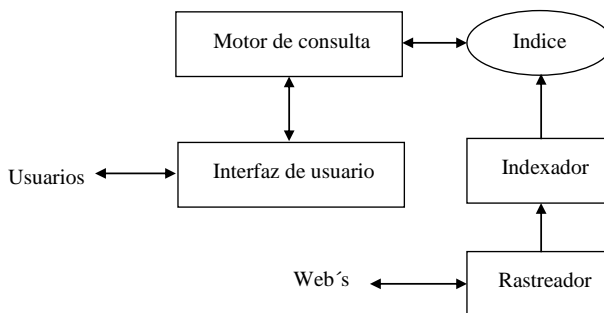 Motor de consulta
Indice
Usuarios
Interfaz de usuario
Indexador
Web´s
Rastreador